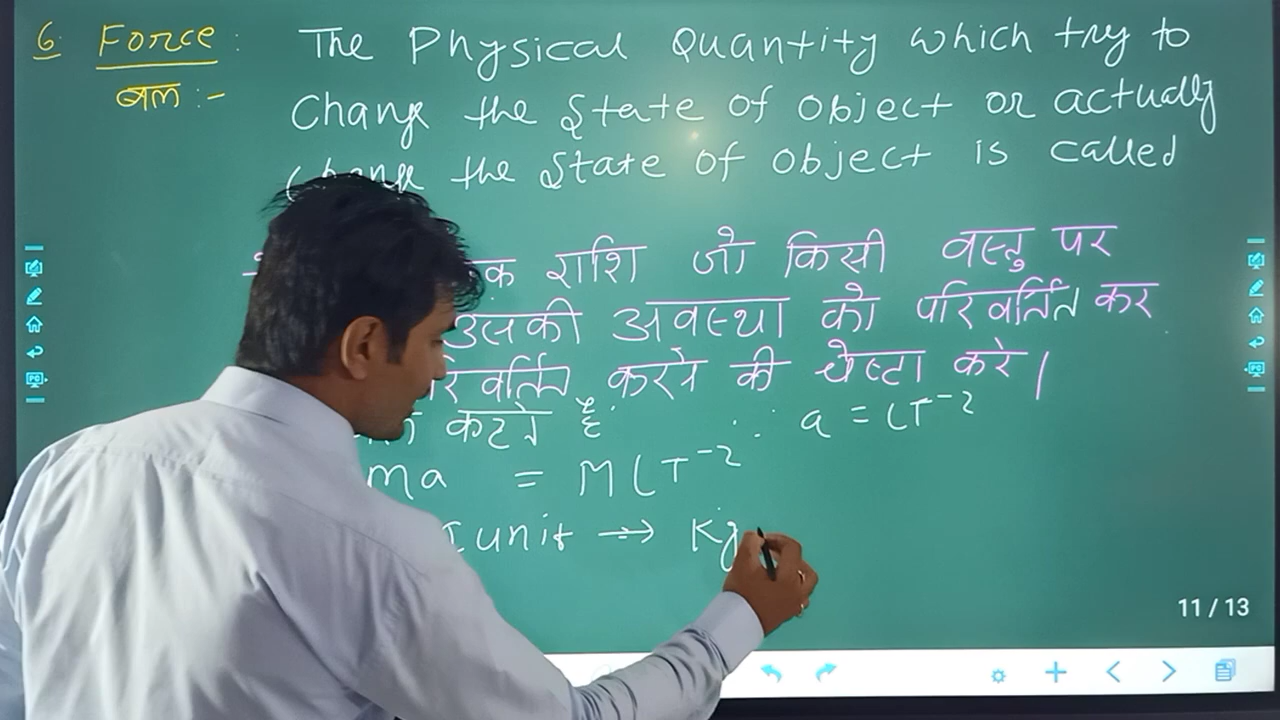 6. Force : The Physical Quantity which try to
बल :- Change the State of object or actually
change the State of object is called
राशि जो किसी वस्तु पर
उसकी अवस्था को परिवर्तित कर
करने की चेष्टा करे।
कहते हैं. ∵ a = LT⁻²
ma = MLT⁻²
unit → Kg
11 / 13